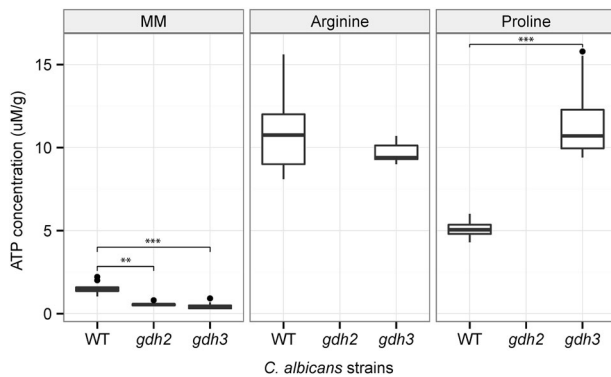 MM
Arginine
Proline
ATP concentration (uM/g)
15
10
5
0
***
**
***
WT gdh2 gdh3
WT gdh2 gdh3
WT gdh2 gdh3
C. albicans strains